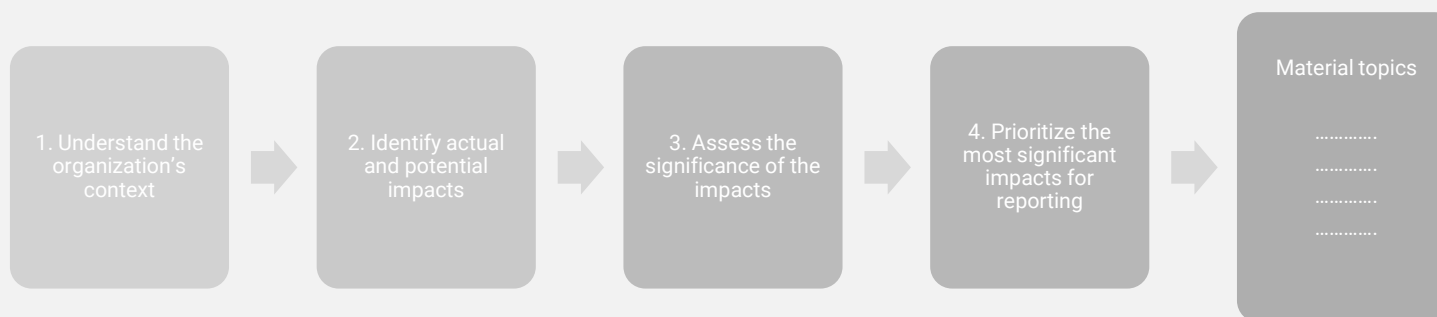 1. Understand the
organization’s
context
2. Identify actual
and potential
impacts
3. Assess the
significance of the
impacts
4. Prioritize the
most significant
impacts for
reporting
Material topics
………….
………….
………….
………….